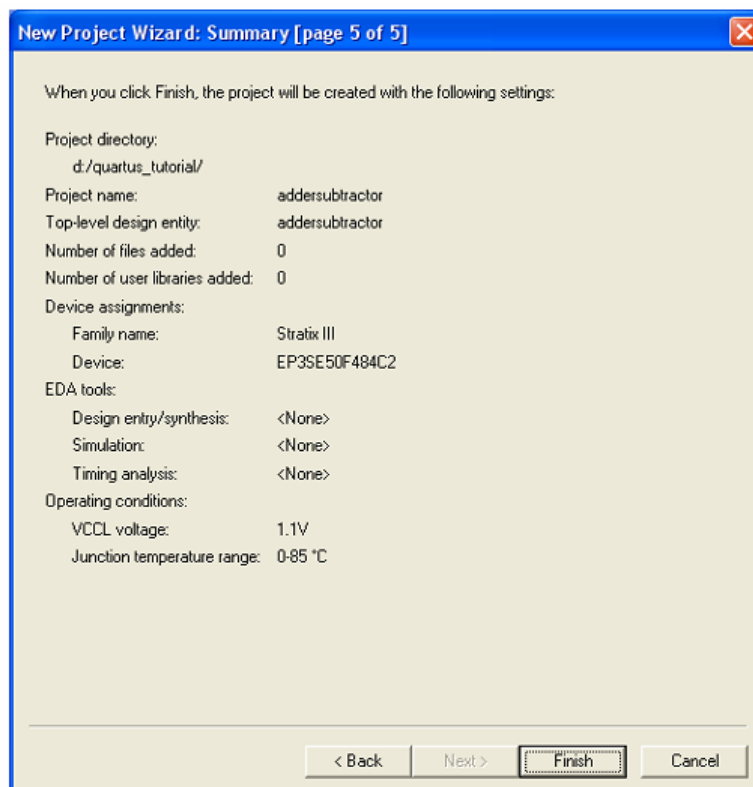 New Project Wizard: Summary [page 5 of 5]
When you click Finish, the project will be created with the following settings:
Project directory:
d:/quartus_tutorial/
Project name: addersubtractor
Top-level design entity: addersubtractor
Number of files added: 0
Number of user libraries added: 0
Device assignments:
Family name: Stratix III
Device: EP3SE50F484C2
EDA tools:
Design entry/synthesis: <None>
Simulation: <None>
Timing analysis: <None>
Operating conditions:
VCCL voltage: 1.1V
Junction temperature range: 0-85 °C
< Back Next > Finish Cancel